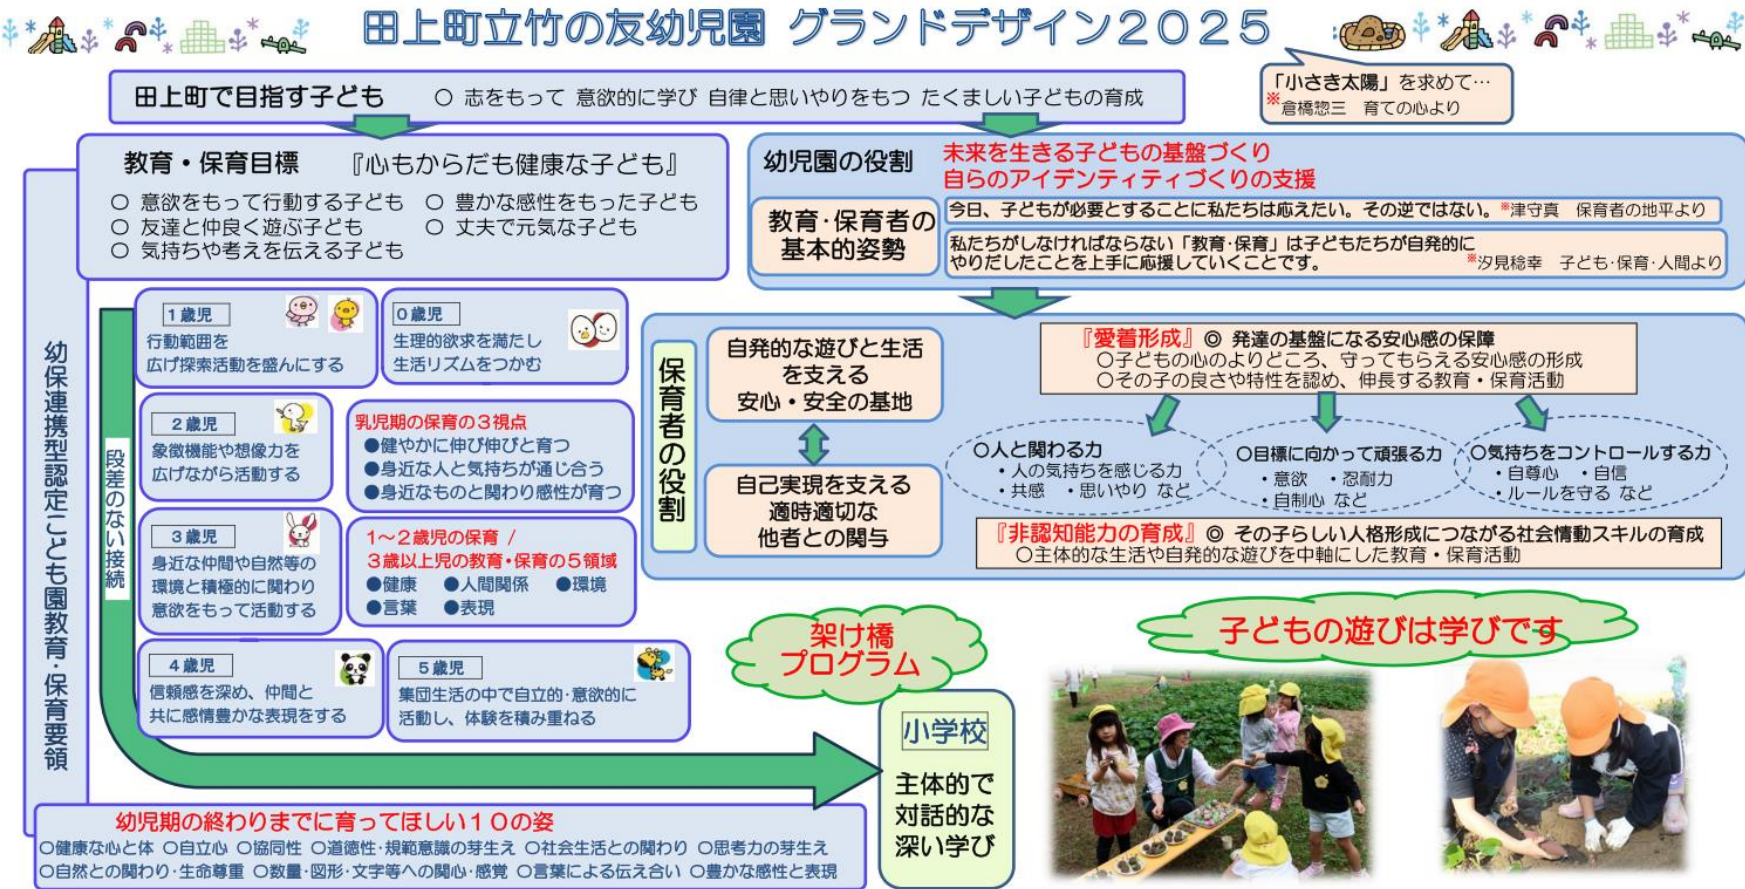 田上町立竹の友幼児園 グランドデザイン2025
「小さき太陽」を求めて…
※倉橋惣三 育ての心より
田上町で目指す子ども ○ 志をもって 意欲的に学び 自律と思いやりをもつ たくましい子どもの育成
教育・保育目標 『心もからだも健康な子ども』
○ 意欲をもって行動する子ども ○ 豊かな感性をもった子ども
○ 友達と仲良く遊ぶ子ども ○ 丈夫で元気な子ども
○ 気持ちや考えを伝える子ども
幼児園の役割
未来を生きる子どもの基盤づくり
自らのアイデンティティづくりの支援
教育・保育者の
基本的姿勢
今日、子どもが必要とすることに私たちは応えたい。その逆ではない。※津守真 保育者の地平より
私たちがしなければならない「教育・保育」は子どもたちが自発的に
やりだしたことを上手に応援していくことです。 ※汐見稔幸 子ども・保育・人間より
幼保連携型認定こども園教育・保育要領
段差のない接続
1歳児
行動範囲を
広げ探索活動を盛んにする
0歳児
生理的欲求を満たし
生活リズムをつかむ
2歳児
象徴機能や想像力を
広げながら活動する
乳児期の保育の3視点
●健やかに伸び伸びと育つ
●身近な人と気持ちが通じ合う
●身近なものと関わり感性が育つ
3歳児
身近な仲間や自然等の
環境と積極的に関わり
意欲をもって活動する
1~2歳児の保育 /
3歳以上児の教育・保育の5領域
●健康 ●人間関係 ●環境
●言葉 ●表現
4歳児
信頼感を深め、仲間と
共に感情豊かな表現をする
5歳児
集団生活の中で自立的・意欲的に
活動し、体験を積み重ねる
保育者の役割
自発的な遊びと生活
を支える
安心・安全の基地
自己実現を支える
適時適切な
他者との関与
『愛着形成』◎ 発達の基盤になる安心感の保障
○子どもの心のよりどころ、守ってもらえる安心感の形成
○その子の良さや特性を認め、伸長する教育・保育活動
○人と関わる力
・人の気持ちを感じる力
・共感 ・思いやり など
○目標に向かって頑張る力
・意欲 ・忍耐力
・自制心 など
○気持ちをコントロールする力
・自尊心 ・自信
・ルールを守る など
『非認知能力の育成』◎ その子らしい人格形成につながる社会情動スキルの育成
○主体的な生活や自発的な遊びを中軸にした教育・保育活動
架け橋
プログラム
小学校
主体的で
対話的な
深い学び
子どもの遊びは学びです
幼児期の終わりまでに育ってほしい10の姿
○健康な心と体 ○自立心 ○協同性 ○道徳性・規範意識の芽生え ○社会生活との関わり ○思考力の芽生え
○自然との関わり・生命尊重 ○数量・図形・文字等への関心・感覚 ○言葉による伝え合い ○豊かな感性と表現